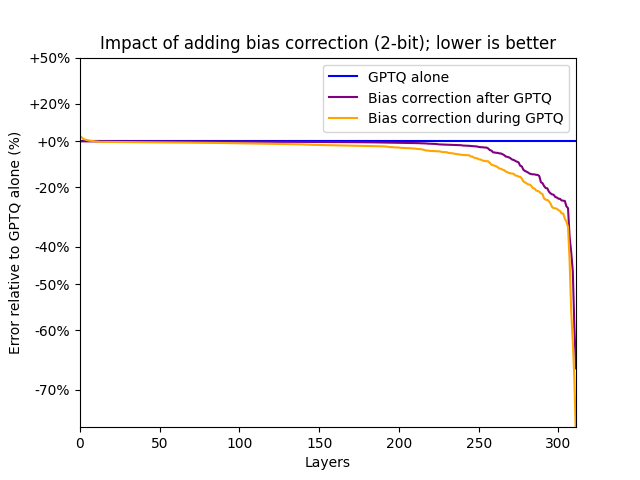 Impact of adding bias correction (2-bit); lower is better
GPTQ alone
Bias correction after GPTQ
Bias correction during GPTQ
Error relative to GPTQ alone (%)
+50%
+20%
+0%
-20%
-40%
-50%
-60%
-70%
0 50 100 150 200 250 300
Layers